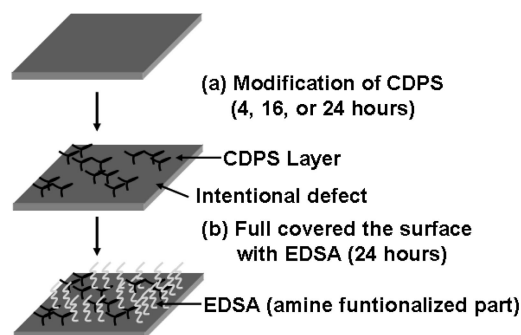 (a) Modification of CDPS
(4, 16, or 24 hours)
CDPS Layer
Intentional defect
(b) Full covered the surface
with EDSA (24 hours)
EDSA (amine funtionalized part)